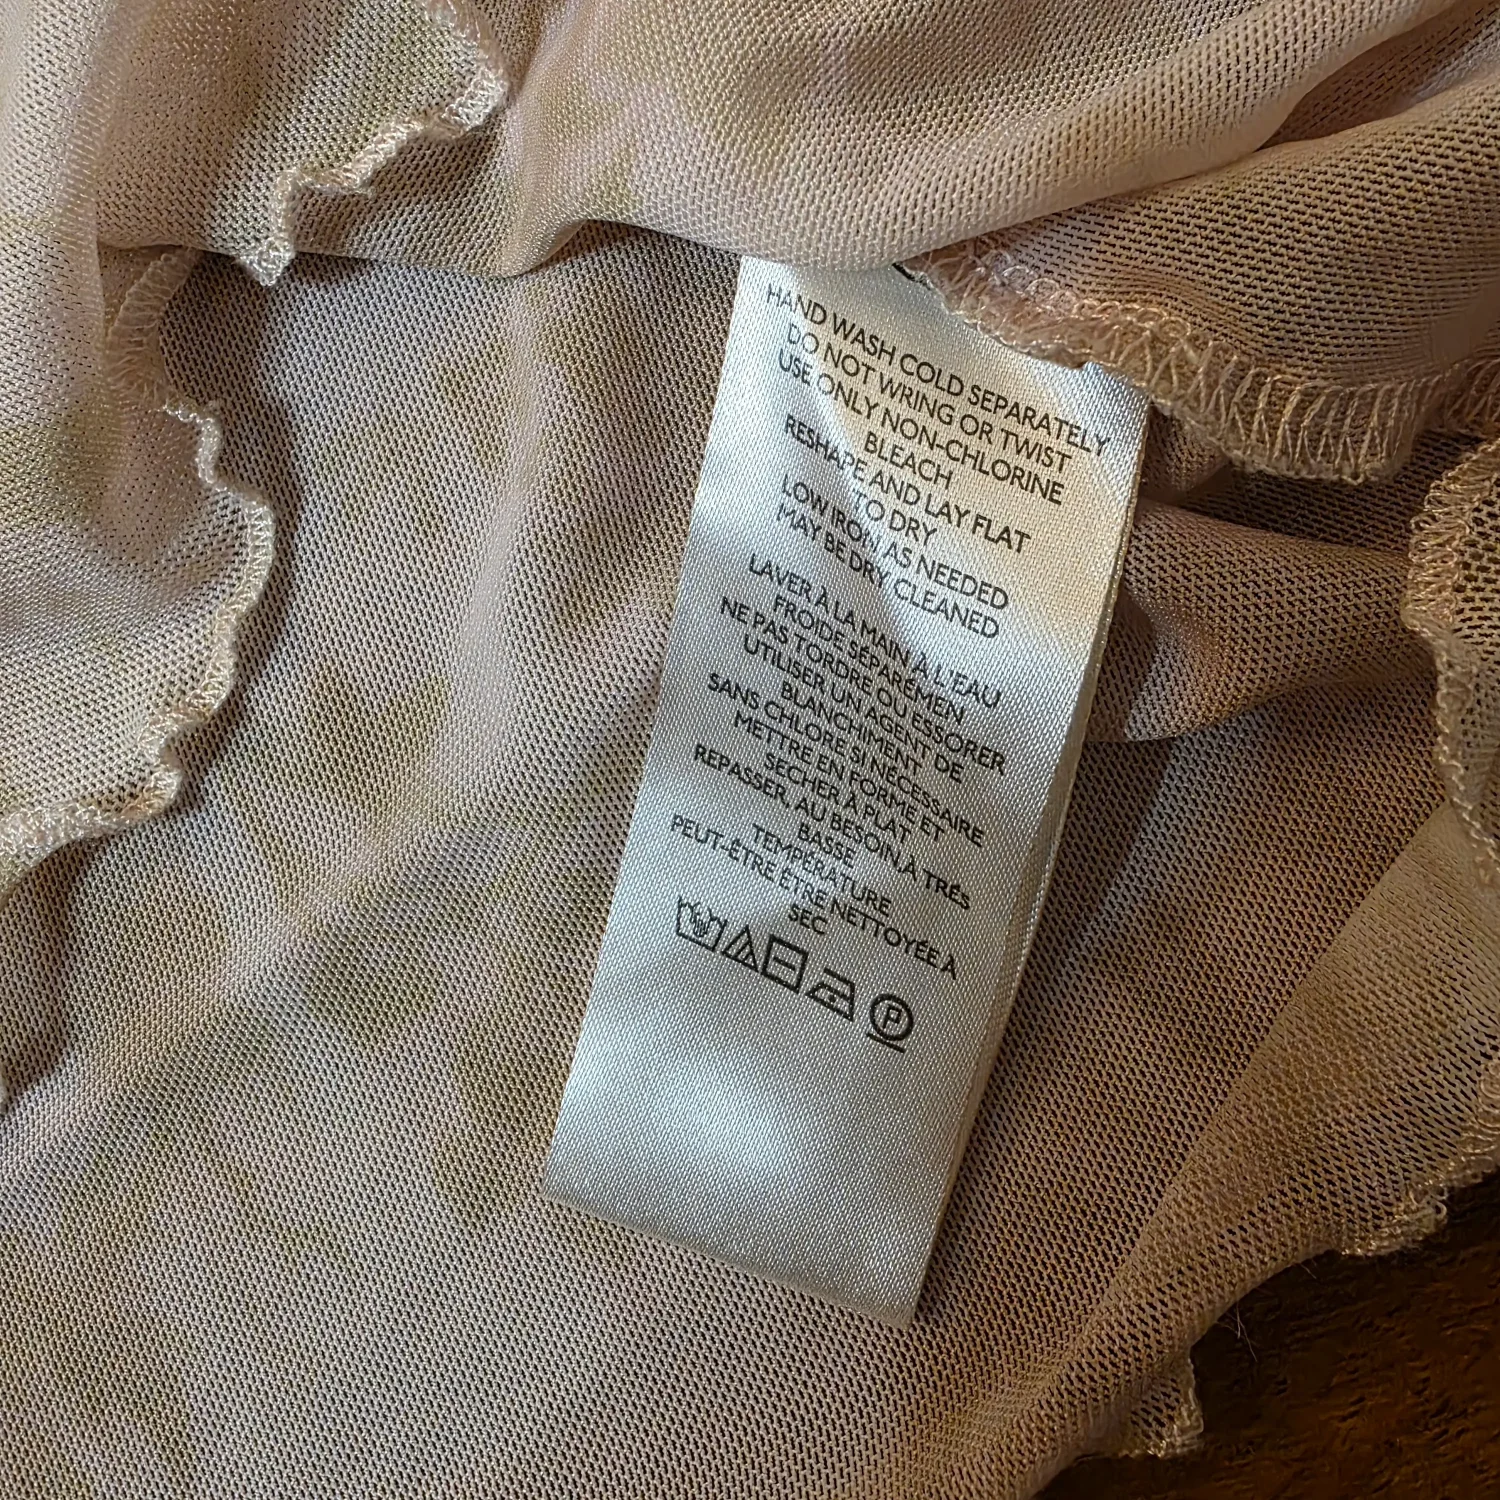 HAND WASH COLD SEPARATELY
DO NOT WRING OR TWIST
USE ONLY NON-CHLORINE
BLEACH
RESHAPE AND LAY FLAT
TO DRY
LOW IRON AS NEEDED
MAY BE DRY CLEANED
LAVER À LA MAIN À L'EAU
FROIDE SÉPARÉMEN
NE PAS TORDRE OU ESSORER
UTILISER UN AGENT DE
BLANCHIMENT
SANS CHLORE SI NÉCESSAIRE
METTRE EN FORME ET
SÉCHER À PLAT
REPASSER, AU BESOIN, À TRÉS
BASSE
TEMPÉRATURE
PEUT-ÊTRE ÊTRE NETTOYÉE À
SEC
P